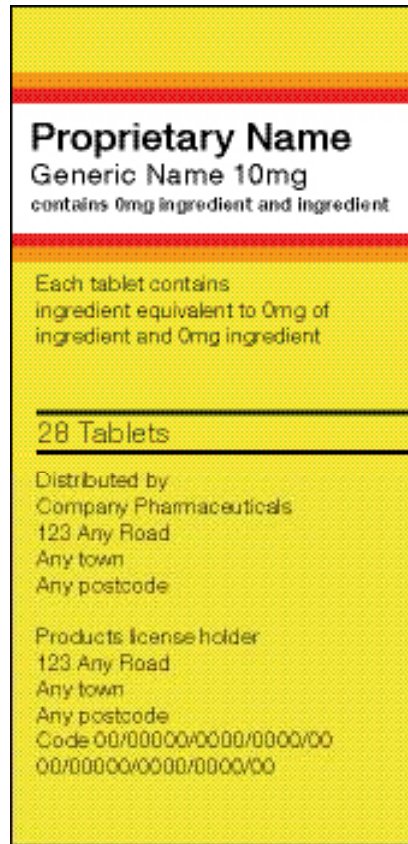 Proprietary Name
Generic Name 10mg
contains 0mg ingredient and ingredient
Each tablet contains
ingredient equivalent to 0mg of
ingredient and 0mg ingredient
28 Tablets
Distributed by
Company Pharmaceuticals
123 Any Road
Any town
Any postcode
Products license holder
123 Any Road
Any town
Any postcode
Code 00/00000/0000/0000/00
00/00000/0000/0000/00